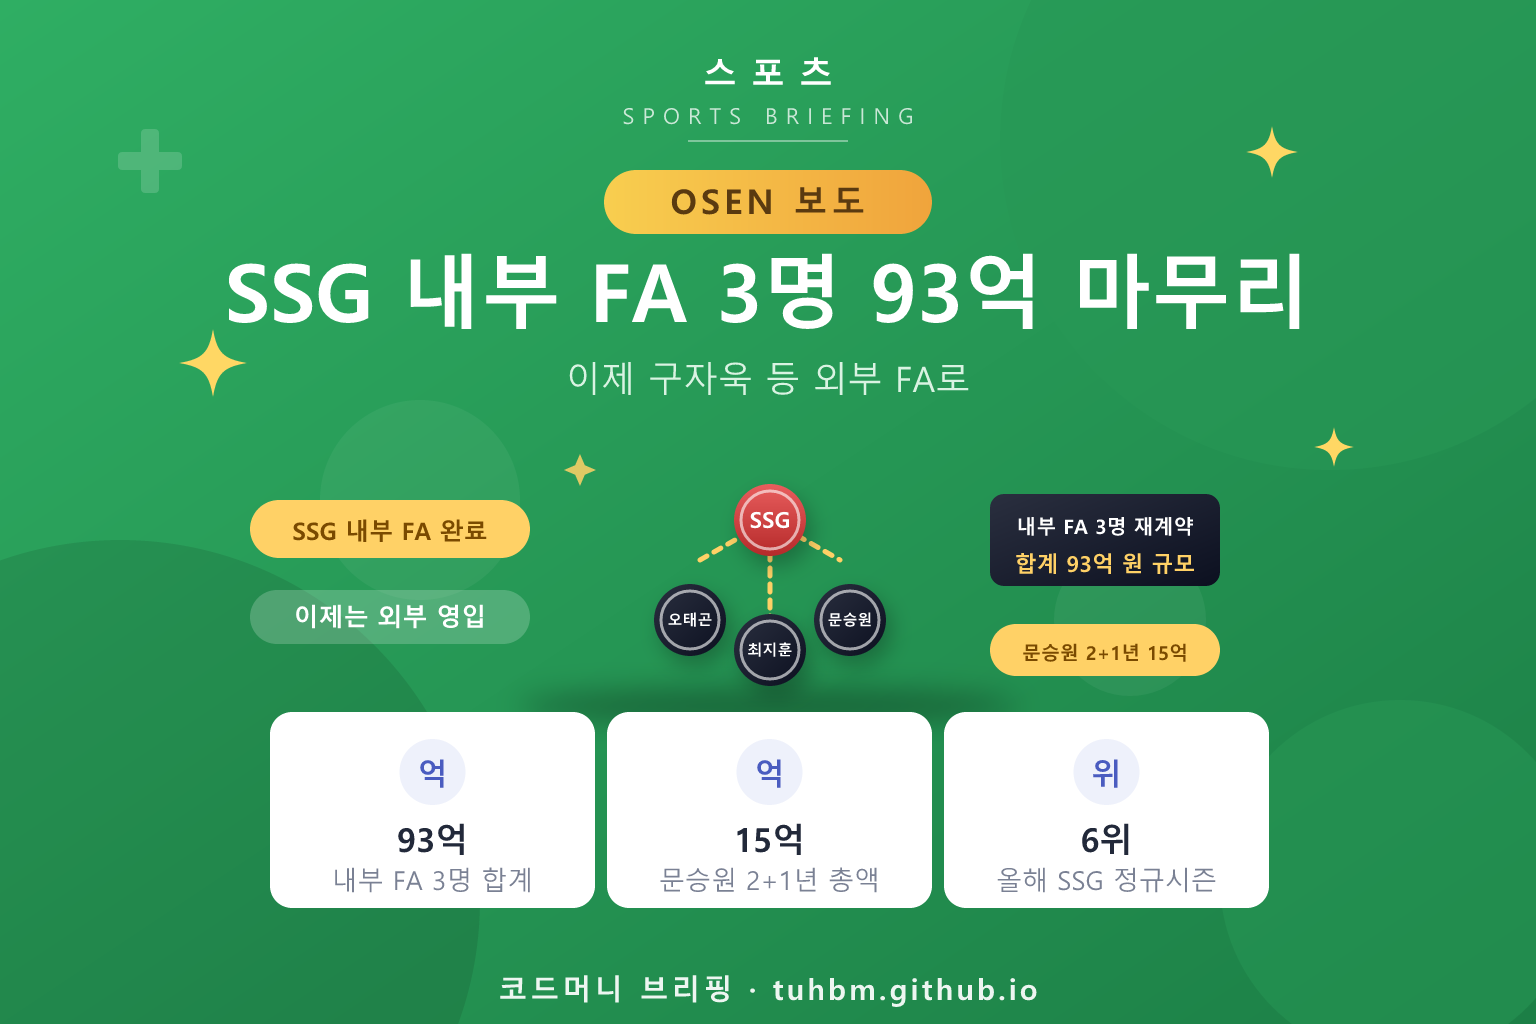 스포츠
SPORTS BRIEFING
OSEN 보도
SSG 내부 FA 3명 93억 마무리
이제 구자욱 등 외부 FA로
SSG 내부 FA 완료
이제는 외부 영입
SSG
오태곤
최지훈
문승원
내부 FA 3명 재계약
합계 93억 원 규모
문승원 2+1년 15억
억
93억
내부 FA 3명 합계
억
15억
문승원 2+1년 총액
위
6위
올해 SSG 정규시즌
코드머니 브리핑 · tuhbm.github.io